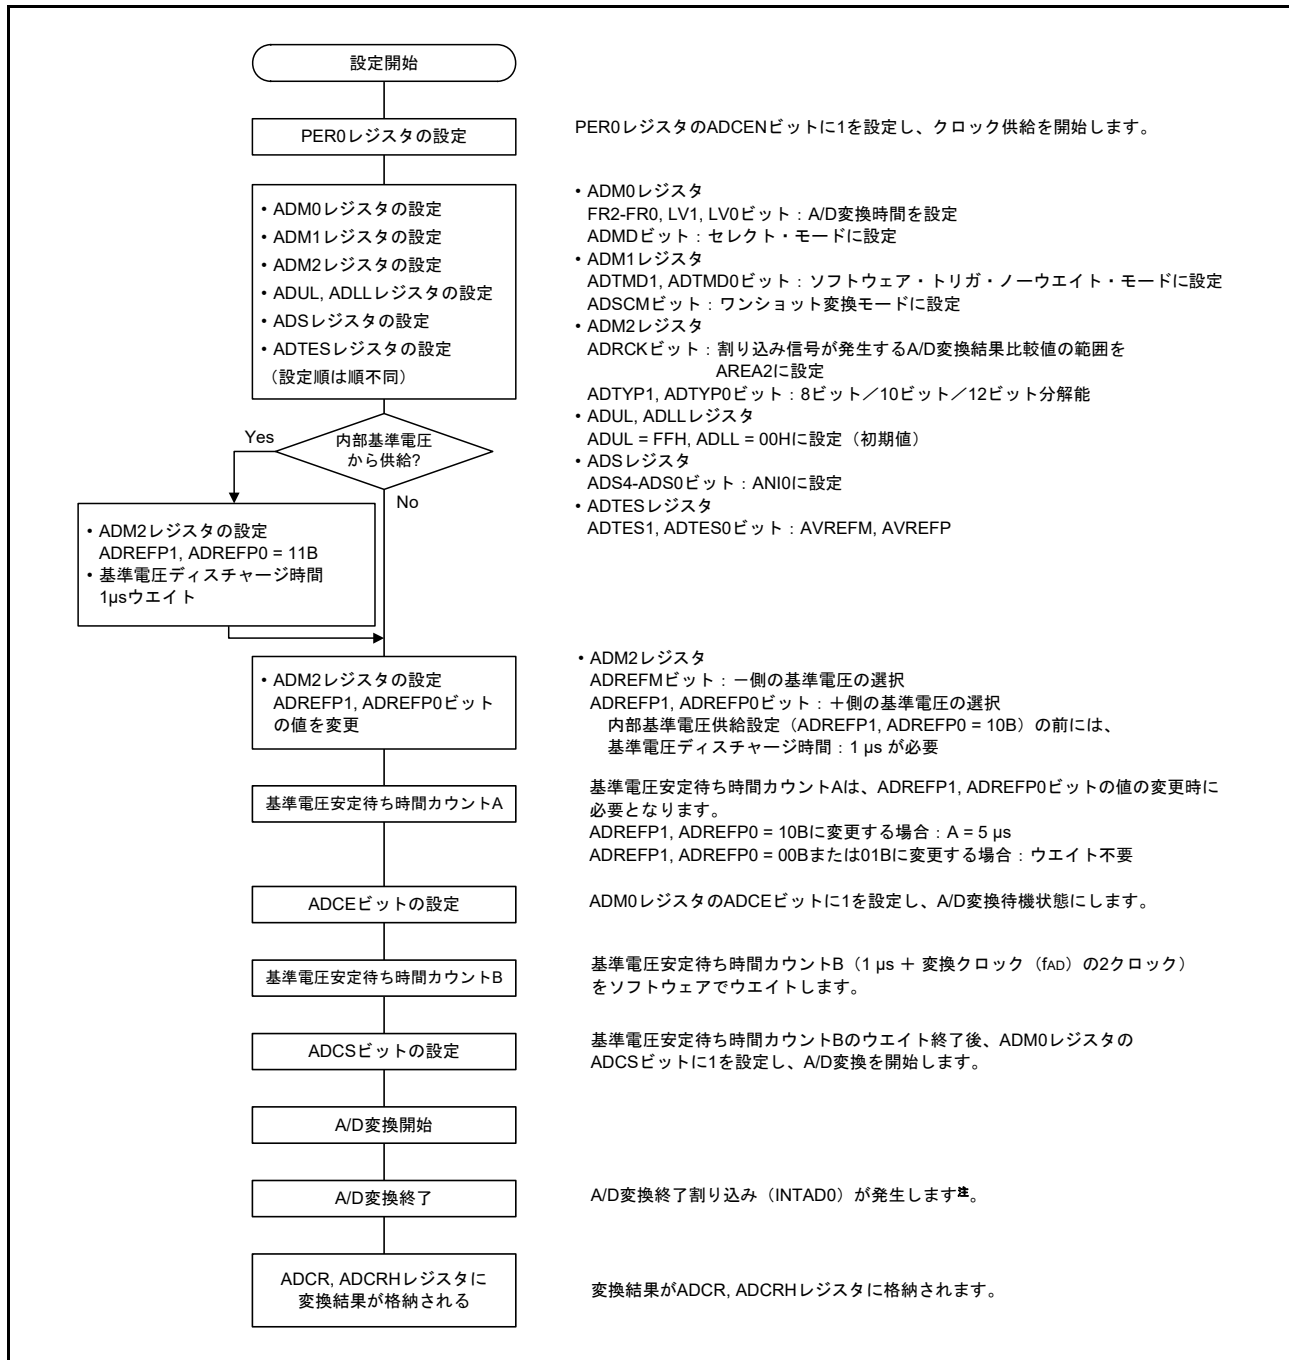 設定開始
PER0レジスタの設定
PER0レジスタのADCENビットに1を設定し、クロック供給を開始します。
• ADM0レジスタの設定
• ADM1レジスタの設定
• ADM2レジスタの設定
• ADUL, ADLLレジスタの設定
• ADSレジスタの設定
• ADTESレジスタの設定
（設定順は順不同）
• ADM0レジスタ
FR2-FR0, LV1, LV0ビット：A/D変換時間を設定
ADMDビット：セレクト・モードに設定
• ADM1レジスタ
ADTMD1, ADTMD0ビット：ソフトウェア・トリガ・ノーウエイト・モードに設定
ADSCMビット：ワンショット変換モードに設定
• ADM2レジスタ
ADRCKビット：割り込み信号が発生するA/D変換結果比較値の範囲を
AREA2に設定
ADTYP1, ADTYP0ビット：8ビット／10ビット／12ビット分解能
• ADUL, ADLLレジスタ
ADUL = FFH, ADLL = 00Hに設定（初期値）
• ADSレジスタ
ADS4-ADS0ビット：ANI0に設定
• ADTESレジスタ
ADTES1, ADTES0ビット：AVREFM, AVREFP
内部基準電圧
から供給?
Yes
No
• ADM2レジスタの設定
ADREFP1, ADREFP0 = 11B
• 基準電圧ディスチャージ時間
1µsウエイト
• ADM2レジスタの設定
ADREFP1, ADREFP0ビット
の値を変更
• ADM2レジスタ
ADREFMビット：－側の基準電圧の選択
ADREFP1, ADREFP0ビット：＋側の基準電圧の選択
内部基準電圧供給設定（ADREFP1, ADREFP0 = 10B）の前には、
基準電圧ディスチャージ時間：1 µs が必要
基準電圧安定待ち時間カウントA
基準電圧安定待ち時間カウントAは、ADREFP1, ADREFP0ビットの値の変更時に
必要となります。
ADREFP1, ADREFP0 = 10Bに変更する場合：A = 5 µs
ADREFP1, ADREFP0 = 00Bまたは01Bに変更する場合：ウエイト不要
ADCEビットの設定
ADM0レジスタのADCEビットに1を設定し、A/D変換待機状態にします。
基準電圧安定待ち時間カウントB
基準電圧安定待ち時間カウントB（1 µs ＋ 変換クロック（fAD）の2クロック）
をソフトウェアでウエイトします。
ADCSビットの設定
基準電圧安定待ち時間カウントBのウエイト終了後、ADM0レジスタの
ADCSビットに1を設定し、A/D変換を開始します。
A/D変換開始
A/D変換終了
A/D変換終了割り込み（INTAD0）が発生します注。
ADCR, ADCRHレジスタに
変換結果が格納される
変換結果がADCR, ADCRHレジスタに格納されます。